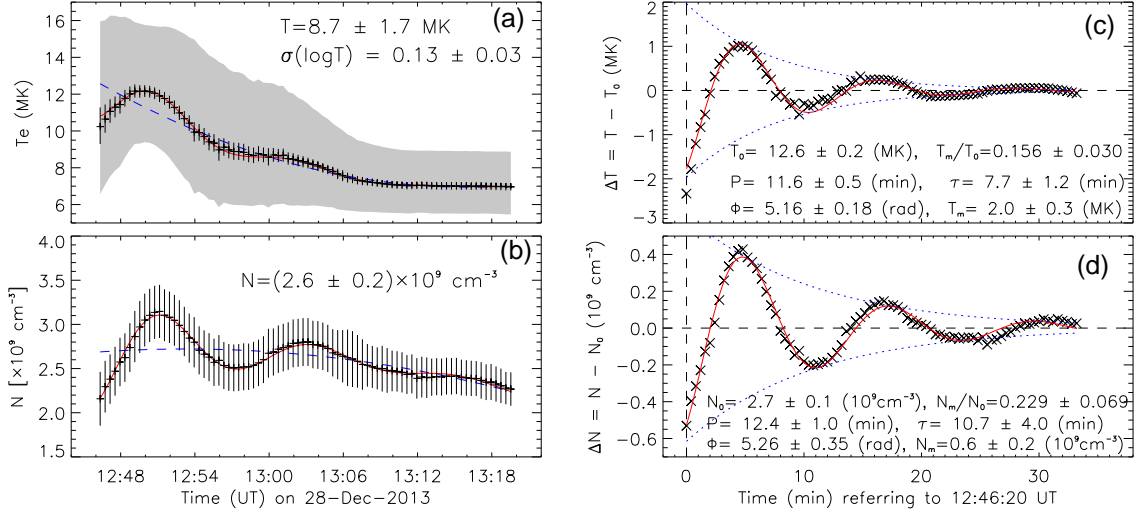 (a)
T=8.7 ± 1.7 MK
σ(logT) = 0.13 ± 0.03
Te (MK)
16
14
12
10
8
6
(b)
N=(2.6 ± 0.2)×10⁹ cm⁻³
N [×10⁹ cm⁻³]
4.0
3.5
3.0
2.5
2.0
1.5
12:48 12:54 13:00 13:06 13:12 13:18
Time (UT) on 28-Dec-2013
(c)
ΔT = T − T₀ (MK)
2
1
0
-1
-2
-3
T₀= 12.6 ± 0.2 (MK), Tₘ/T₀=0.156 ± 0.030
P= 11.6 ± 0.5 (min) τ= 7.7 ± 1.2 (min)
Φ= 5.16 ± 0.18 (rad), Tₘ= 2.0 ± 0.3 (MK)
(d)
ΔN = N − N₀ (10⁹ cm⁻³)
0.4
0.2
0.0
-0.2
-0.4
-0.6
N₀= 2.7 ± 0.1 (10⁹cm⁻³), Nₘ/N₀=0.229 ± 0.069
P= 12.4 ± 1.0 (min) τ= 10.7 ± 4.0 (min)
Φ= 5.26 ± 0.35 (rad), Nₘ=0.6 ± 0.2 (10⁹cm⁻³)
0 10 20 30
Time (min) referring to 12:46:20 UT